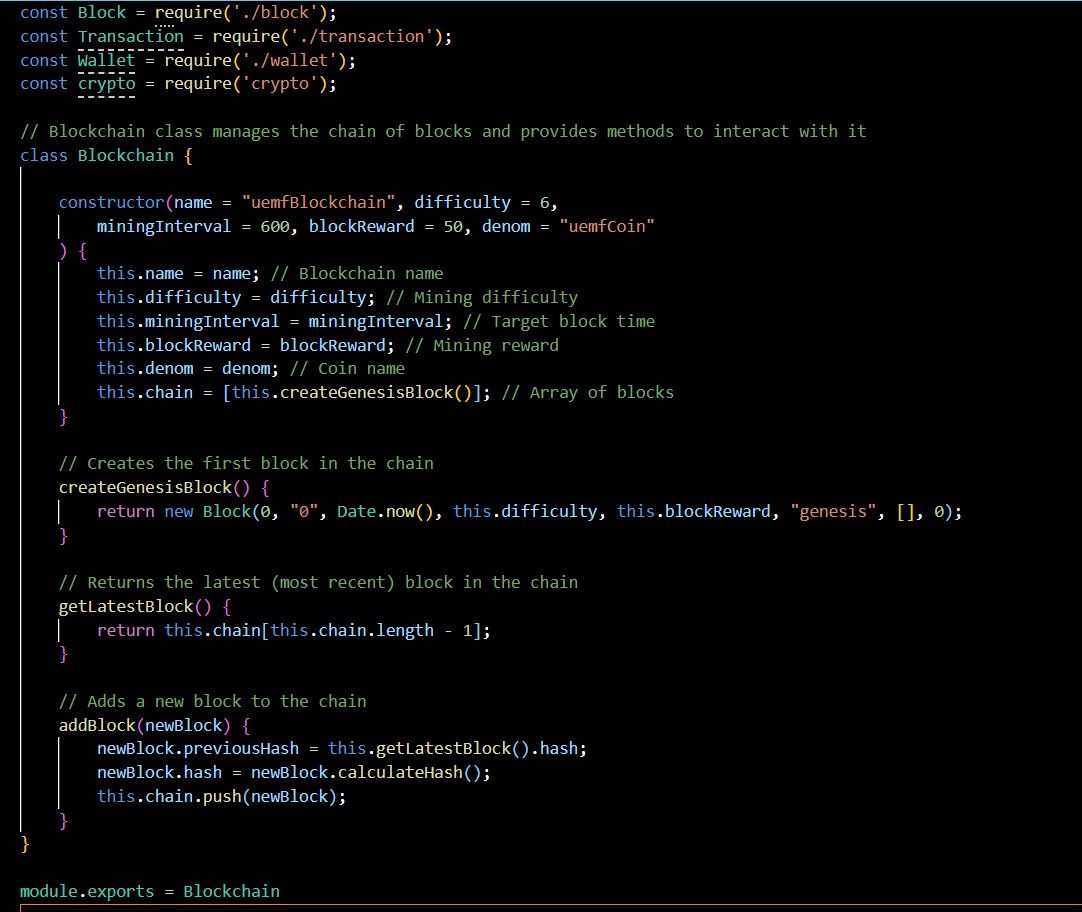 const Block = require('./block');
const Transaction = require('./transaction');
const Wallet = require('./wallet');
const crypto = require('crypto');
// Blockchain class manages the chain of blocks and provides methods to interact with it
class Blockchain {
constructor(name = "uemfBlockchain", difficulty = 6,
miningInterval = 600, blockReward = 50, denom = "uemfCoin"
) {
this.name = name; // Blockchain name
this.difficulty = difficulty; // Mining difficulty
this.miningInterval = miningInterval; // Target block time
this.blockReward = blockReward; // Mining reward
this.denom = denom; // Coin name
this.chain = [this.createGenesisBlock()]; // Array of blocks
}
// Creates the first block in the chain
createGenesisBlock() {
return new Block(0, "0", Date.now(), this.difficulty, this.blockReward, "genesis", [], 0);
}
// Returns the latest (most recent) block in the chain
getLatestBlock() {
return this.chain[this.chain.length - 1];
}
// Adds a new block to the chain
addBlock(newBlock) {
newBlock.previousHash = this.getLatestBlock().hash;
newBlock.hash = newBlock.calculateHash();
this.chain.push(newBlock);
}
}
module.exports = Blockchain